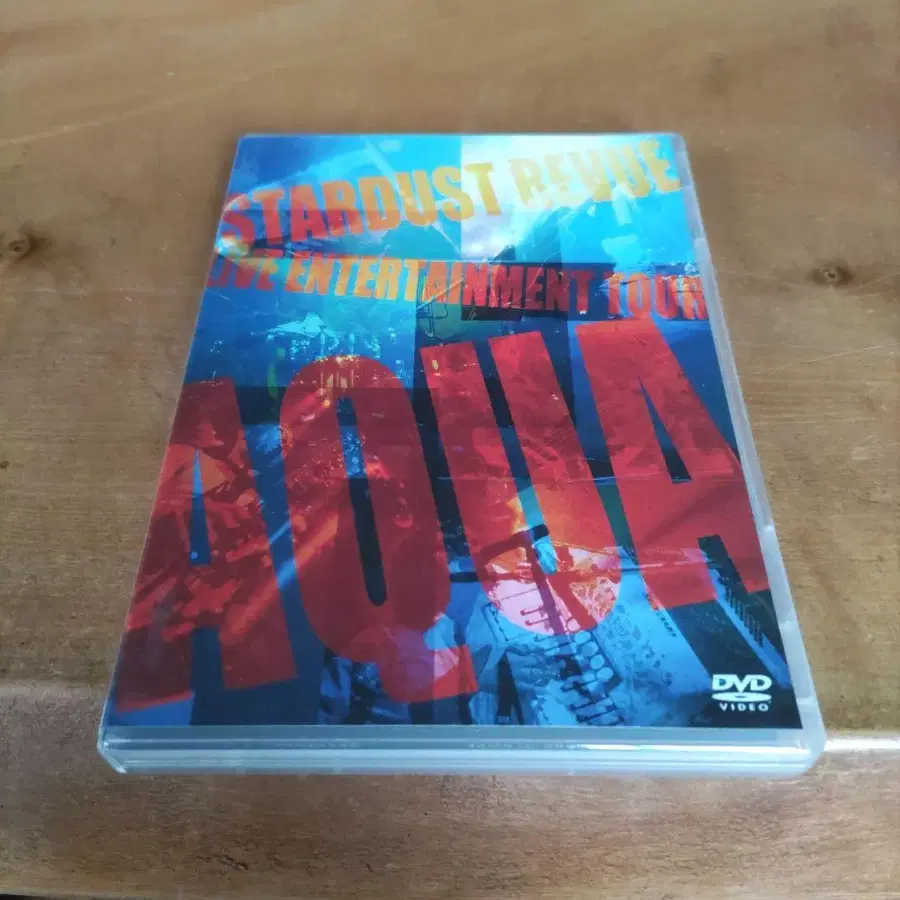 STARDUST REVUE
LIVE ENTERTAINMENT TOUR
AQUA
DVD
VIDEO